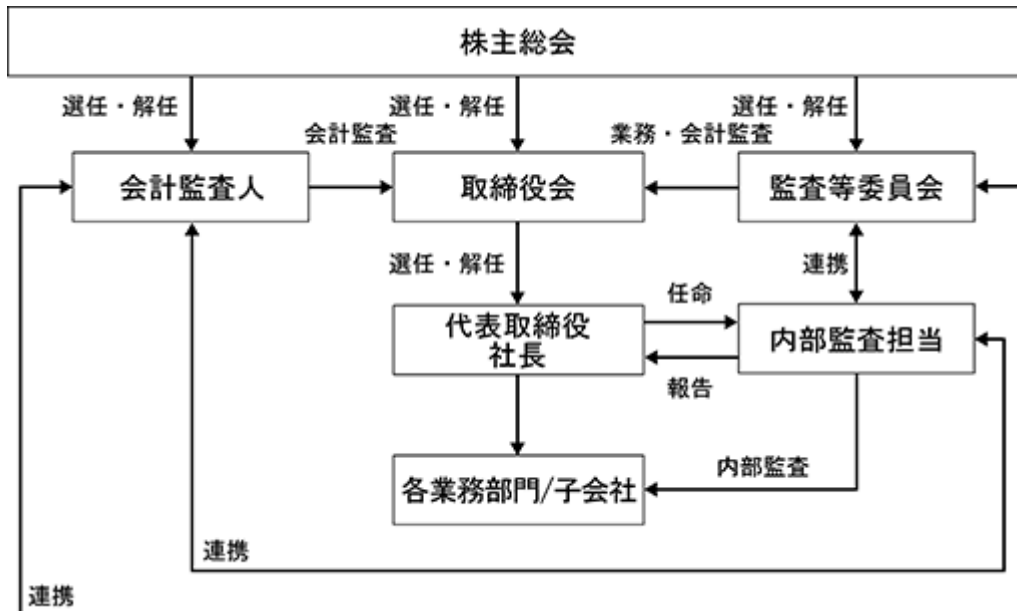 株主総会
選任・解任
選任・解任
選任・解任
会計監査
業務・会計監査
会計監査人
取締役会
監査等委員会
選任・解任
連携
任命
代表取締役
社長
内部監査担当
報告
内部監査
各業務部門/子会社
連携
連携